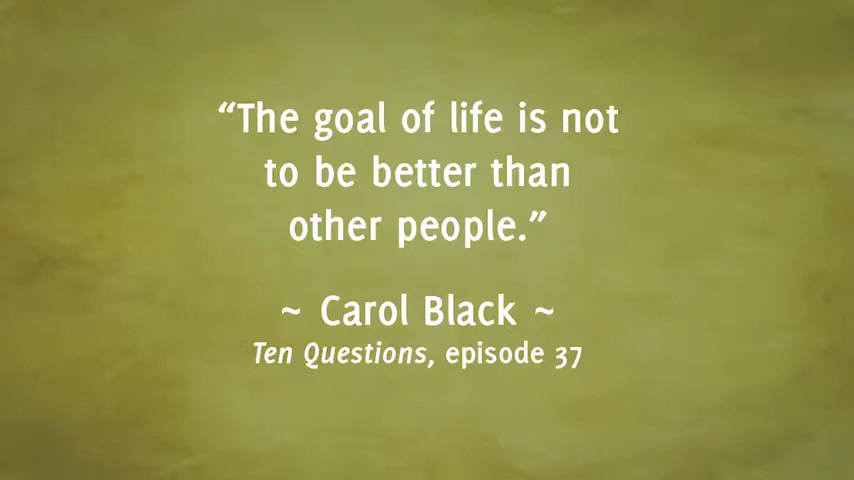 “The goal of life is not
to be better than
other people.”
~ Carol Black ~
Ten Questions, episode 37